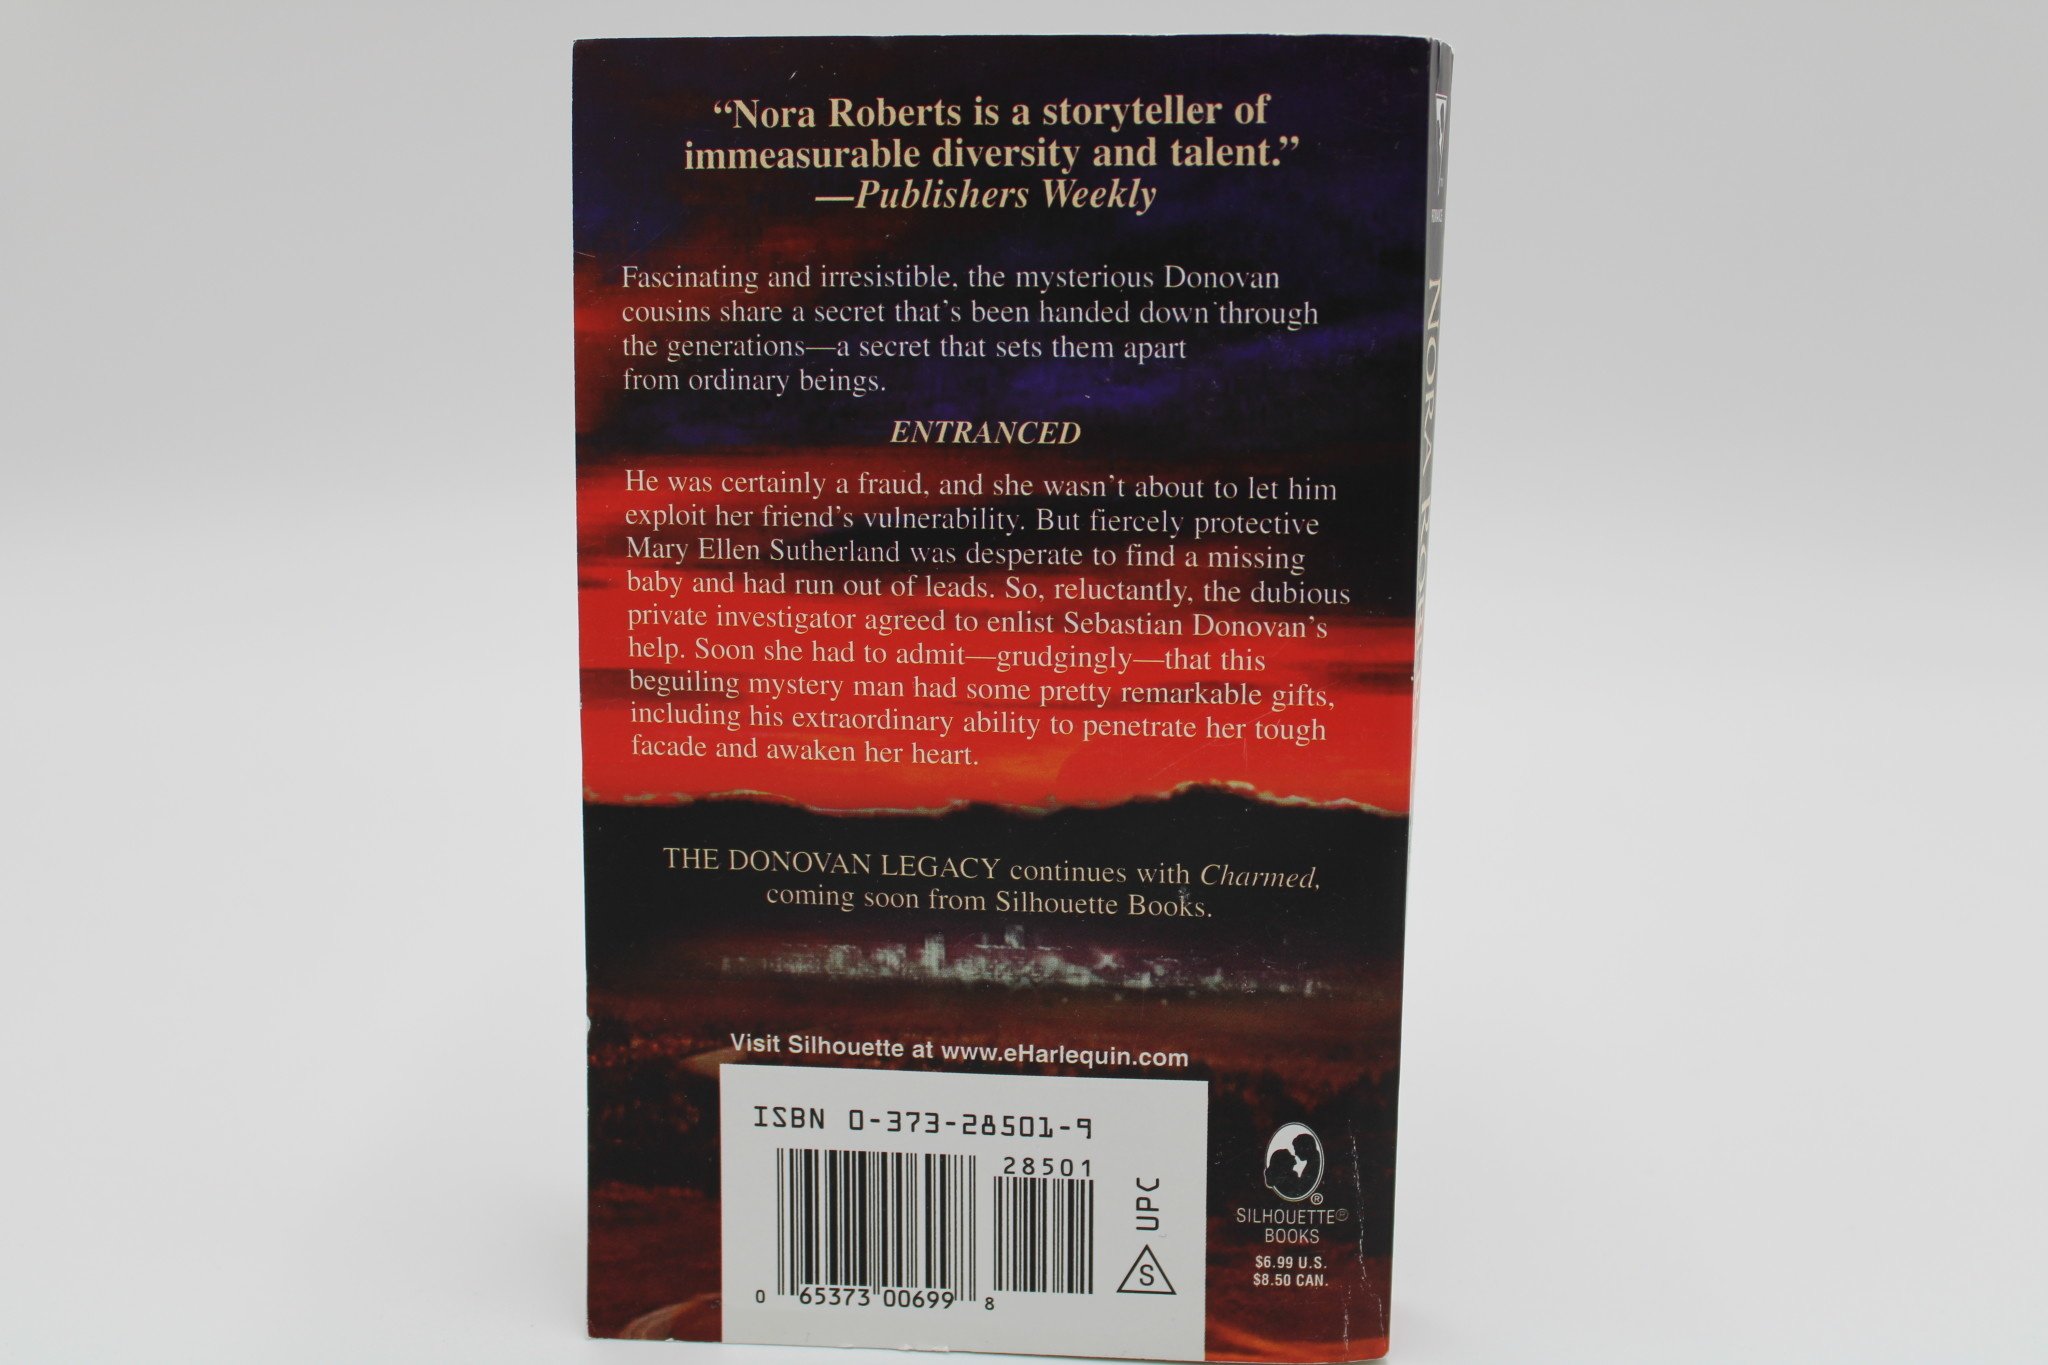 “Nora Roberts is a storyteller of
immeasurable diversity and talent.”
—Publishers Weekly
Fascinating and irresistible, the mysterious Donovan
cousins share a secret that’s been handed down through
the generations—a secret that sets them apart
from ordinary beings.
ENTRANCED
He was certainly a fraud, and she wasn’t about to let him
exploit her friend’s vulnerability. But fiercely protective
Mary Ellen Sutherland was desperate to find a missing
baby and had run out of leads. So, reluctantly, the dubious
private investigator agreed to enlist Sebastian Donovan’s
help. Soon she had to admit—grudgingly—that this
beguiling mystery man had some pretty remarkable gifts,
including his extraordinary ability to penetrate her tough
facade and awaken her heart.
THE DONOVAN LEGACY continues with Charmed,
coming soon from Silhouette Books.
Visit Silhouette at www.eHarlequin.com
ISBN 0-373-28501-9
28501
0 65373 00699 8
UPC
S
SILHOUETTE®
BOOKS
$6.99 U.S.
$8.50 CAN.
NORA ROBERTS